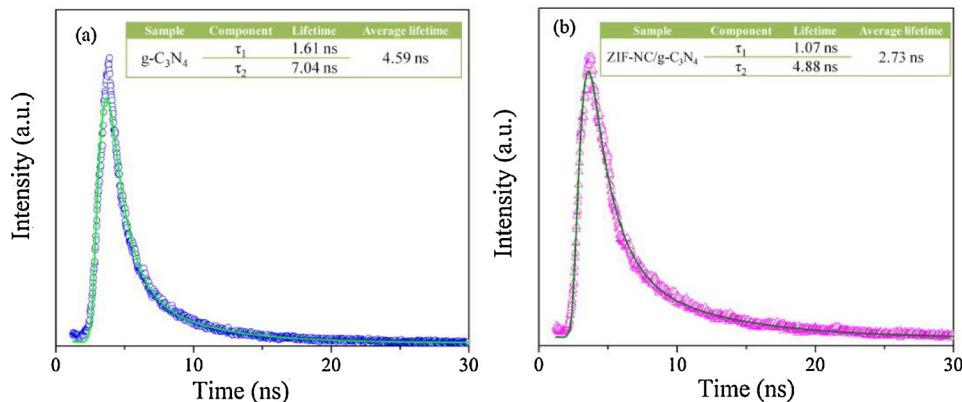 (a)
Sample Component Lifetime Average lifetime
g-C₃N₄ τ₁ 1.61 ns 4.59 ns
τ₂ 7.04 ns
Intensity (a.u.)
0 10 20 30
Time (ns)
(b)
Sample Component Lifetime Average lifetime
ZIF-NC/g-C₃N₄ τ₁ 1.07 ns 2.73 ns
τ₂ 4.88 ns
Intensity (a.u.)
0 10 20 30
Time (ns)